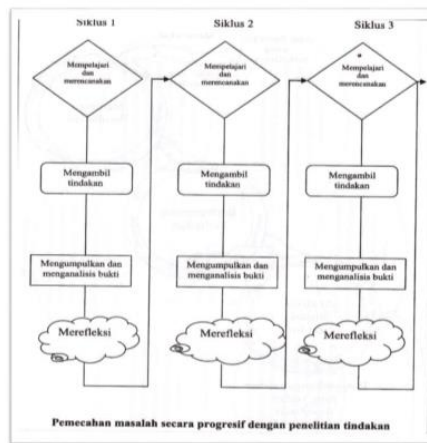 Siklus 1
Mempelajari
dan
merencanakan
Mengambil
tindakan
Mengumpulkan dan
menganalisis bukti
Merefleksi
Siklus 2
Mempelajari
dan
merencanakan
Mengambil
tindakan
Mengumpulkan dan
menganalisis bukti
Merefleksi
Siklus 3
Mempelajari
dan
merencanakan
Mengambil
tindakan
Mengumpulkan dan
menganalisis bukti
Merefleksi
Pemecahan masalah secara progresif dengan penelitian tindakan